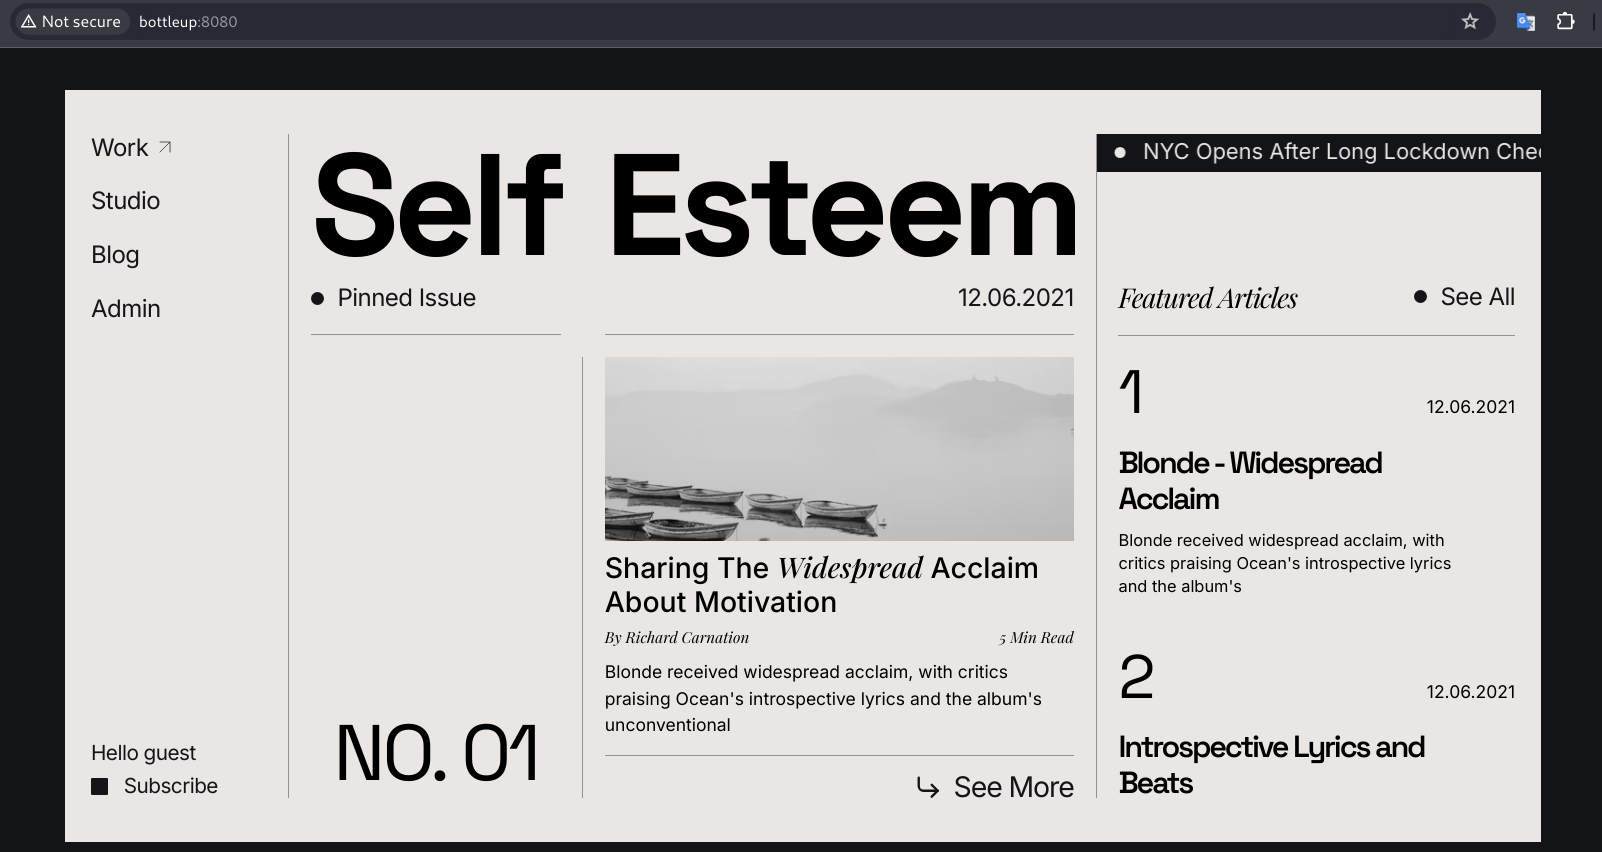 Not secure bottleup:8080
Work
Studio
Blog
Admin
Hello guest
Subscribe
Self Esteem
Pinned Issue
12.06.2021
NO. 01
Sharing The Widespread Acclaim
About Motivation
By Richard Carnation
5 Min Read
Blonde received widespread acclaim, with critics
praising Ocean's introspective lyrics and the album's
unconventional
See More
NYC Opens After Long Lockdown Chec
Featured Articles
See All
1
12.06.2021
Blonde - Widespread
Acclaim
Blonde received widespread acclaim, with
critics praising Ocean's introspective lyrics
and the album's
2
12.06.2021
Introspective Lyrics and
Beats